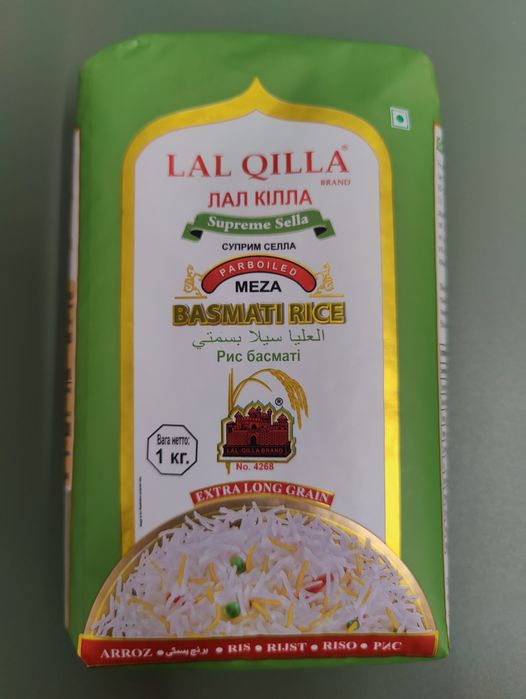 LAL QILLA®
BRAND
ЛАЛ КІЛЛА
Supreme Sella
СУПРИМ СЕЛЛА
PARBOILED
MEZA
BASMATI RICE
العليا سيلا بسمتي
Рис басматі
Вага нетто:
1 кг.
®
LAL QILLA BRAND
No. 4268
EXTRA LONG GRAIN
ARROZ • برنج بسمتی • RIS • RIJST • RISO • РИС